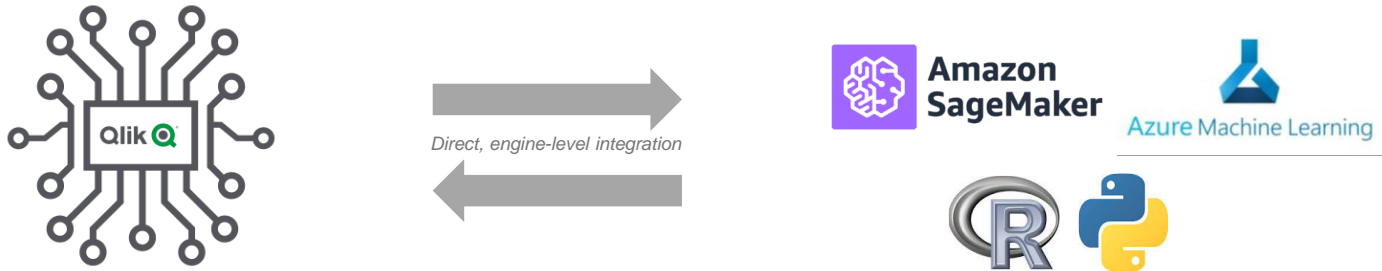 Qlik
Direct, engine-level integration
Amazon
SageMaker
Azure Machine Learning
R